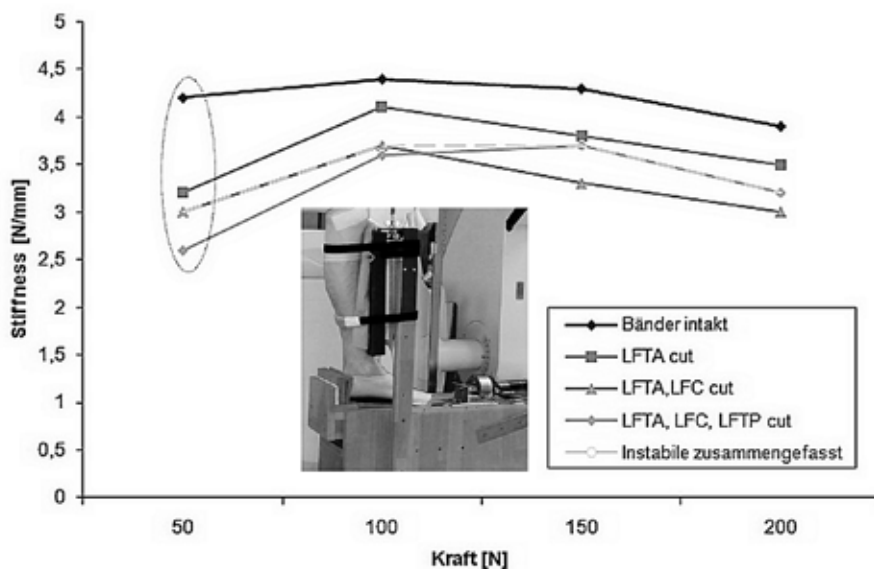 Stiffness [N/mm]
5
4,5
4
3,5
3
2,5
2
1,5
1
0,5
0
50
100
150
200
Kraft [N]
Bänder intakt
LFTA cut
LFTA,LFC cut
LFTA, LFC, LFTP cut
Instabile zusammengefasst